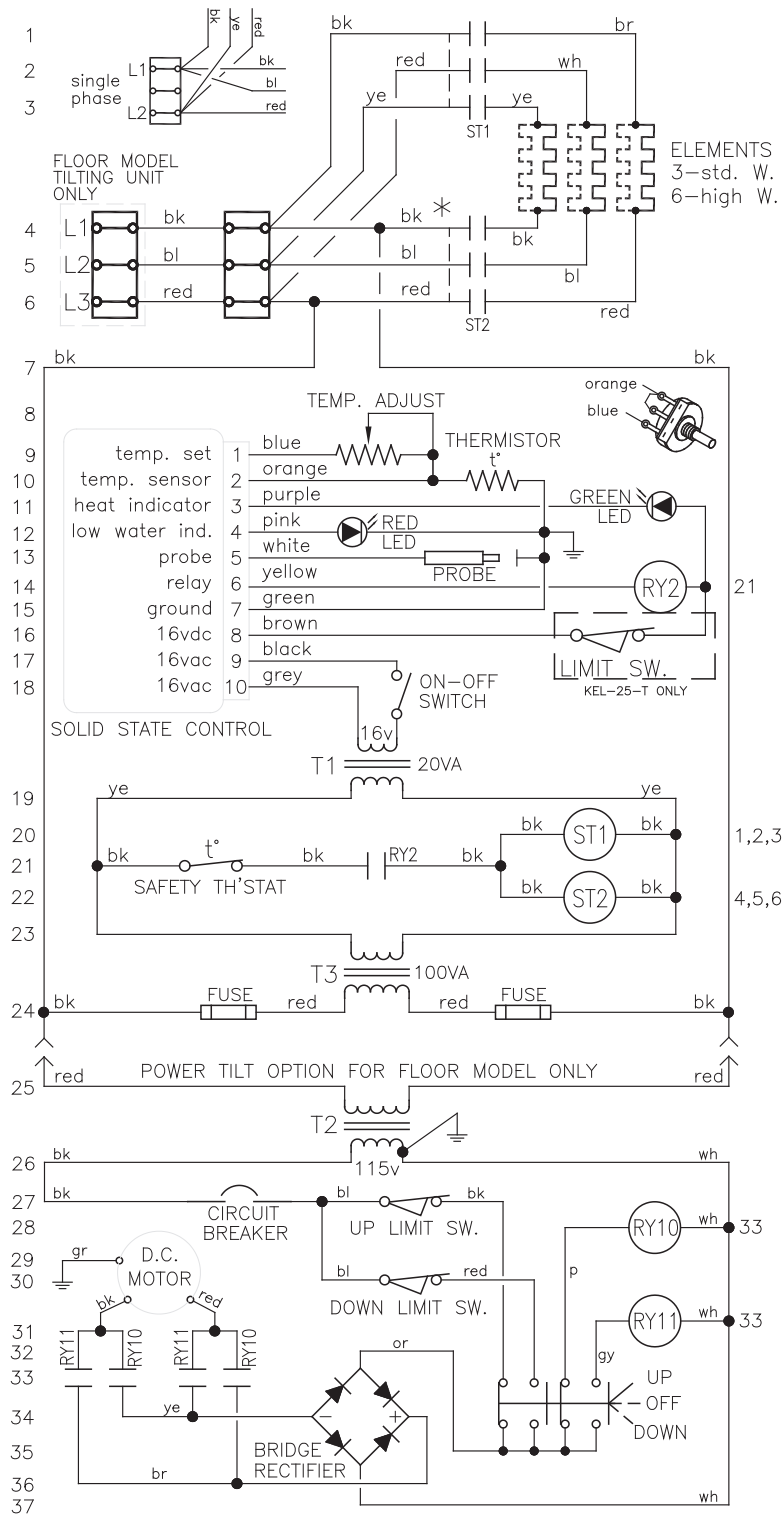 bk
ye
red
1
bk
br
L1
bk
2
red
wh
single
phase
bl
3
L2
red
ye
ye
ST1
ELEMENTS
3-std. W.
6-high W.
FLOOR MODEL
TILTING UNIT
ONLY
4
L1
bk
bk
*
bk
5
L2
bl
bl
6
L3
red
red
red
ST2
7
bk
bk
8
TEMP. ADJUST
orange
blue
9
temp. set
1
blue
THERMISTOR
t°
10
temp. sensor
2
orange
11
heat indicator
3
purple
GREEN
LED
12
low water ind.
4
pink
RED
LED
13
probe
5
white
PROBE
14
relay
6
yellow
RY2
21
15
ground
7
green
16
16vdc
8
brown
17
16vac
9
black
LIMIT SW.
18
16vac
10
grey
ON-OFF
SWITCH
KEL-25-T ONLY
SOLID STATE CONTROL
16v
T1
20VA
19
ye
ye
20
bk
ST1
bk
1,2,3
21
bk
t°
bk
RY2
bk
SAFETY TH'STAT
22
bk
ST2
bk
4,5,6
23
T3
100VA
24
bk
FUSE
red
red
FUSE
bk
25
red
POWER TILT OPTION FOR FLOOR MODEL ONLY
red
T2
26
bk
115v
wh
27
bk
CIRCUIT
BREAKER
bl
UP LIMIT SW.
bk
28
RY10
wh
33
29
gr
D.C.
MOTOR
p
30
bl
red
DOWN LIMIT SW.
bk
red
31
RY11
RY10
RY11
RY10
RY11
wh
33
32
or
gy
33
UP
OFF
DOWN
34
ye
-
+
35
BRIDGE
RECTIFIER
36
br
37
wh